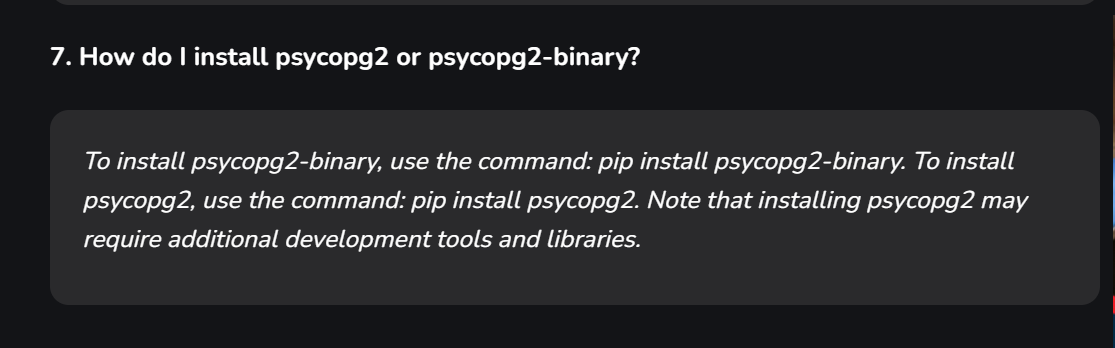 7. How do I install psycopg2 or psycopg2-binary?
To install psycopg2-binary, use the command: pip install psycopg2-binary. To install
psycopg2, use the command: pip install psycopg2. Note that installing psycopg2 may
require additional development tools and libraries.